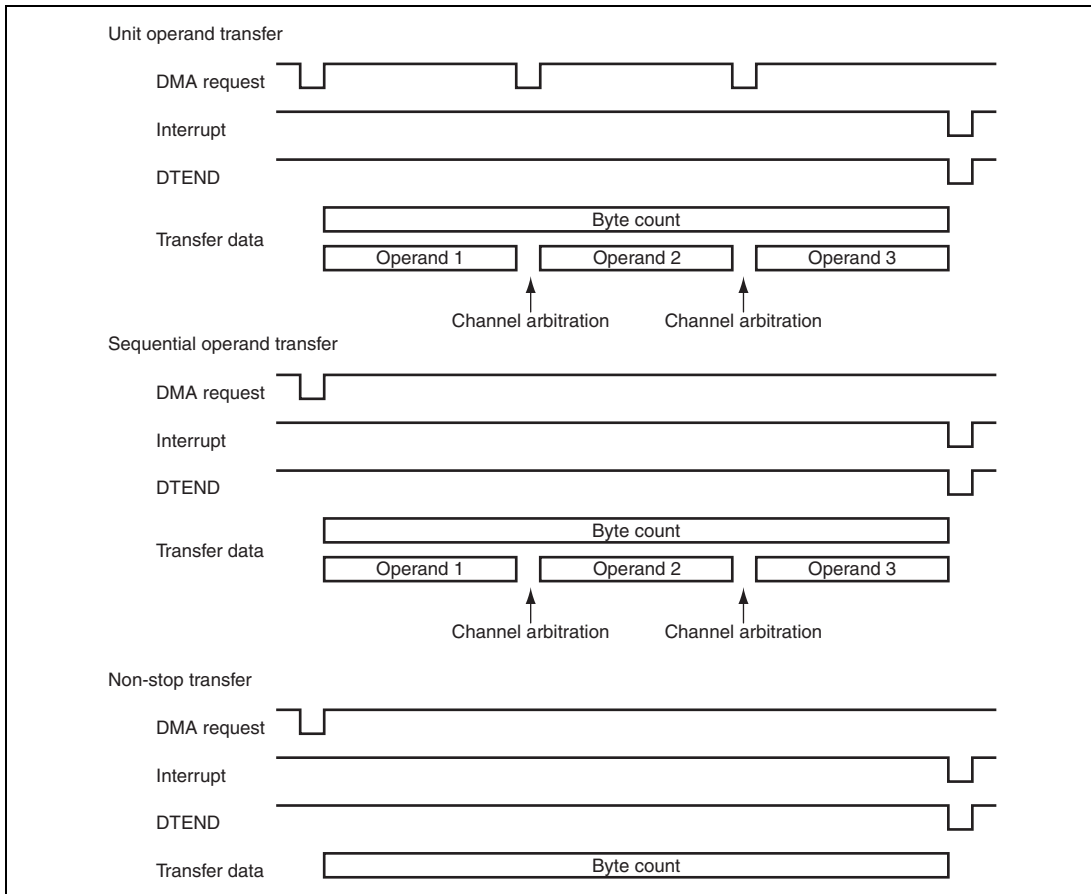 Unit operand transfer
DMA request
Interrupt
DTEND
Transfer data
Byte count
Operand 1
Operand 2
Operand 3
Channel arbitration
Channel arbitration
Sequential operand transfer
DMA request
Interrupt
DTEND
Transfer data
Byte count
Operand 1
Operand 2
Operand 3
Channel arbitration
Channel arbitration
Non-stop transfer
DMA request
Interrupt
DTEND
Transfer data
Byte count